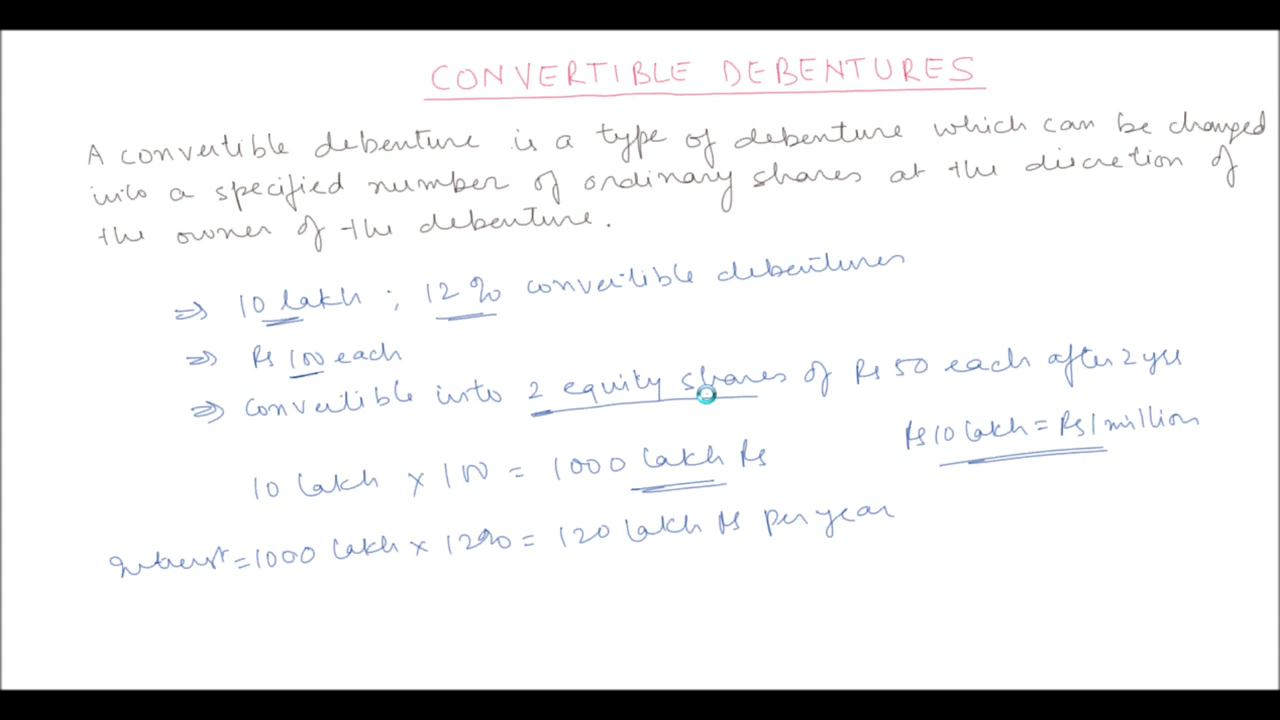 CONVERTIBLE DEBENTURES
A convertible debenture is a type of debenture which can be changed
into a specified number of ordinary shares at the discretion of
the owner of the debenture.
⇒ 10 lakh ; 12% convertible debentures
⇒ Rs 100 each
⇒ Convertible into 2 equity shares of Rs 50 each after 2 yrs
Rs 10 lakh = Rs 1 million
10 lakh × 100 = 1000 lakh Rs
Interest = 1000 lakh × 12% = 120 lakh Rs per year